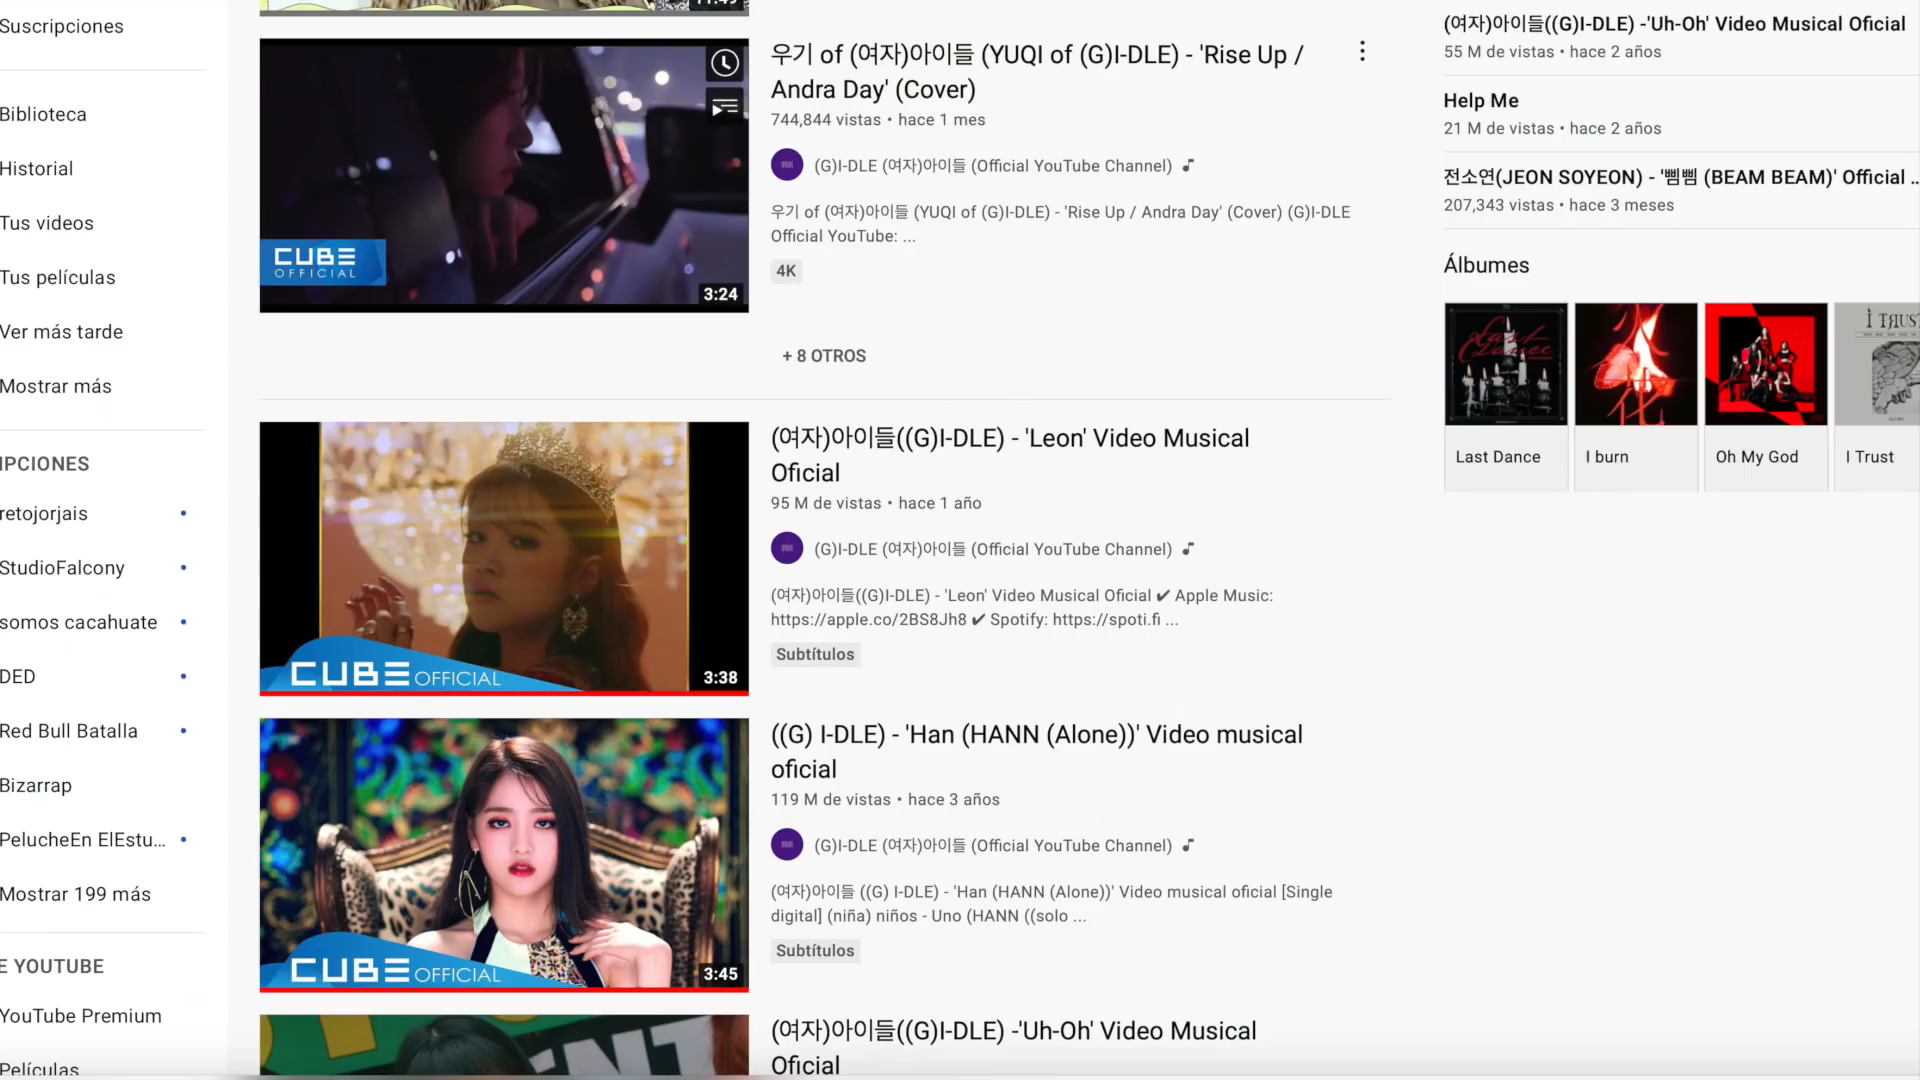 Suscripciones
Biblioteca
Historial
Tus videos
Tus películas
Ver más tarde
Mostrar más
IPCIONES
retojorjais
StudioFalcony
somos cacahuate
DED
Red Bull Batalla
Bizarrap
PelucheEn ElEstu...
Mostrar 199 más
E YOUTUBE
YouTube Premium
Películas
우기 of (여자)아이들 (YUQI of (G)I-DLE) - 'Rise Up /
Andra Day' (Cover)
744,844 vistas • hace 1 mes
(G)I-DLE (여자)아이들 (Official YouTube Channel)
우기 of (여자)아이들 (YUQI of (G)I-DLE) - 'Rise Up / Andra Day' (Cover) (G)I-DLE
Official YouTube: ...
4K
CUBE
OFFICIAL
3:24
+ 8 OTROS
(여자)아이들((G)I-DLE) - 'Leon' Video Musical
Oficial
95 M de vistas • hace 1 año
(G)I-DLE (여자)아이들 (Official YouTube Channel)
(여자)아이들((G)I-DLE) - 'Leon' Video Musical Oficial ✔ Apple Music:
https://apple.co/2BS8Jh8 ✔ Spotify: https://spoti.fi ...
Subtítulos
CUBE OFFICIAL
3:38
((G) I-DLE) - 'Han (HANN (Alone))' Video musical
oficial
119 M de vistas • hace 3 años
(G)I-DLE (여자)아이들 (Official YouTube Channel)
(여자)아이들 ((G) I-DLE) - 'Han (HANN (Alone))' Video musical oficial [Single
digital] (niña) niños - Uno (HANN ((solo ...
Subtítulos
CUBE OFFICIAL
3:45
(여자)아이들((G)I-DLE) -'Uh-Oh' Video Musical
Oficial
(여자)아이들((G)I-DLE) -'Uh-Oh' Video Musical Oficial
55 M de vistas • hace 2 años
Help Me
21 M de vistas • hace 2 años
전소연(JEON SOYEON) - '삠삠 (BEAM BEAM)' Official ...
207,343 vistas • hace 3 meses
Álbumes
Last Dance
I burn
Oh My God
I Trust